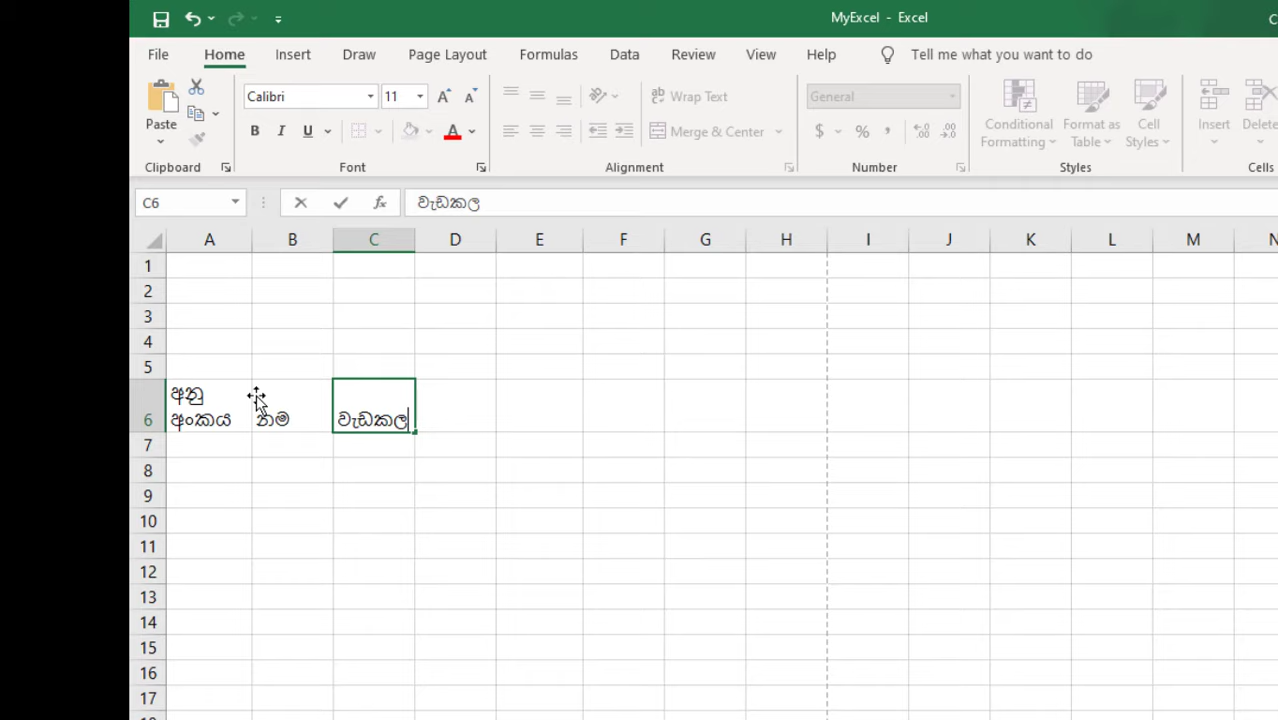 MyExcel - Excel
File Home Insert Draw Page Layout Formulas Data Review View Help Tell me what you want to do
Calibri 11 Wrap Text General
Paste B I U Merge & Center $ % , Conditional Formatting Format as Table Cell Styles Insert Delete
Clipboard Font Alignment Number Styles Cells
C6 fx වැඩකල
A B C D E F G H I J K L M N
1
2
3
4
5
අනු
6 අංකය නම වැඩකල
7
8
9
10
11
12
13
14
15
16
17